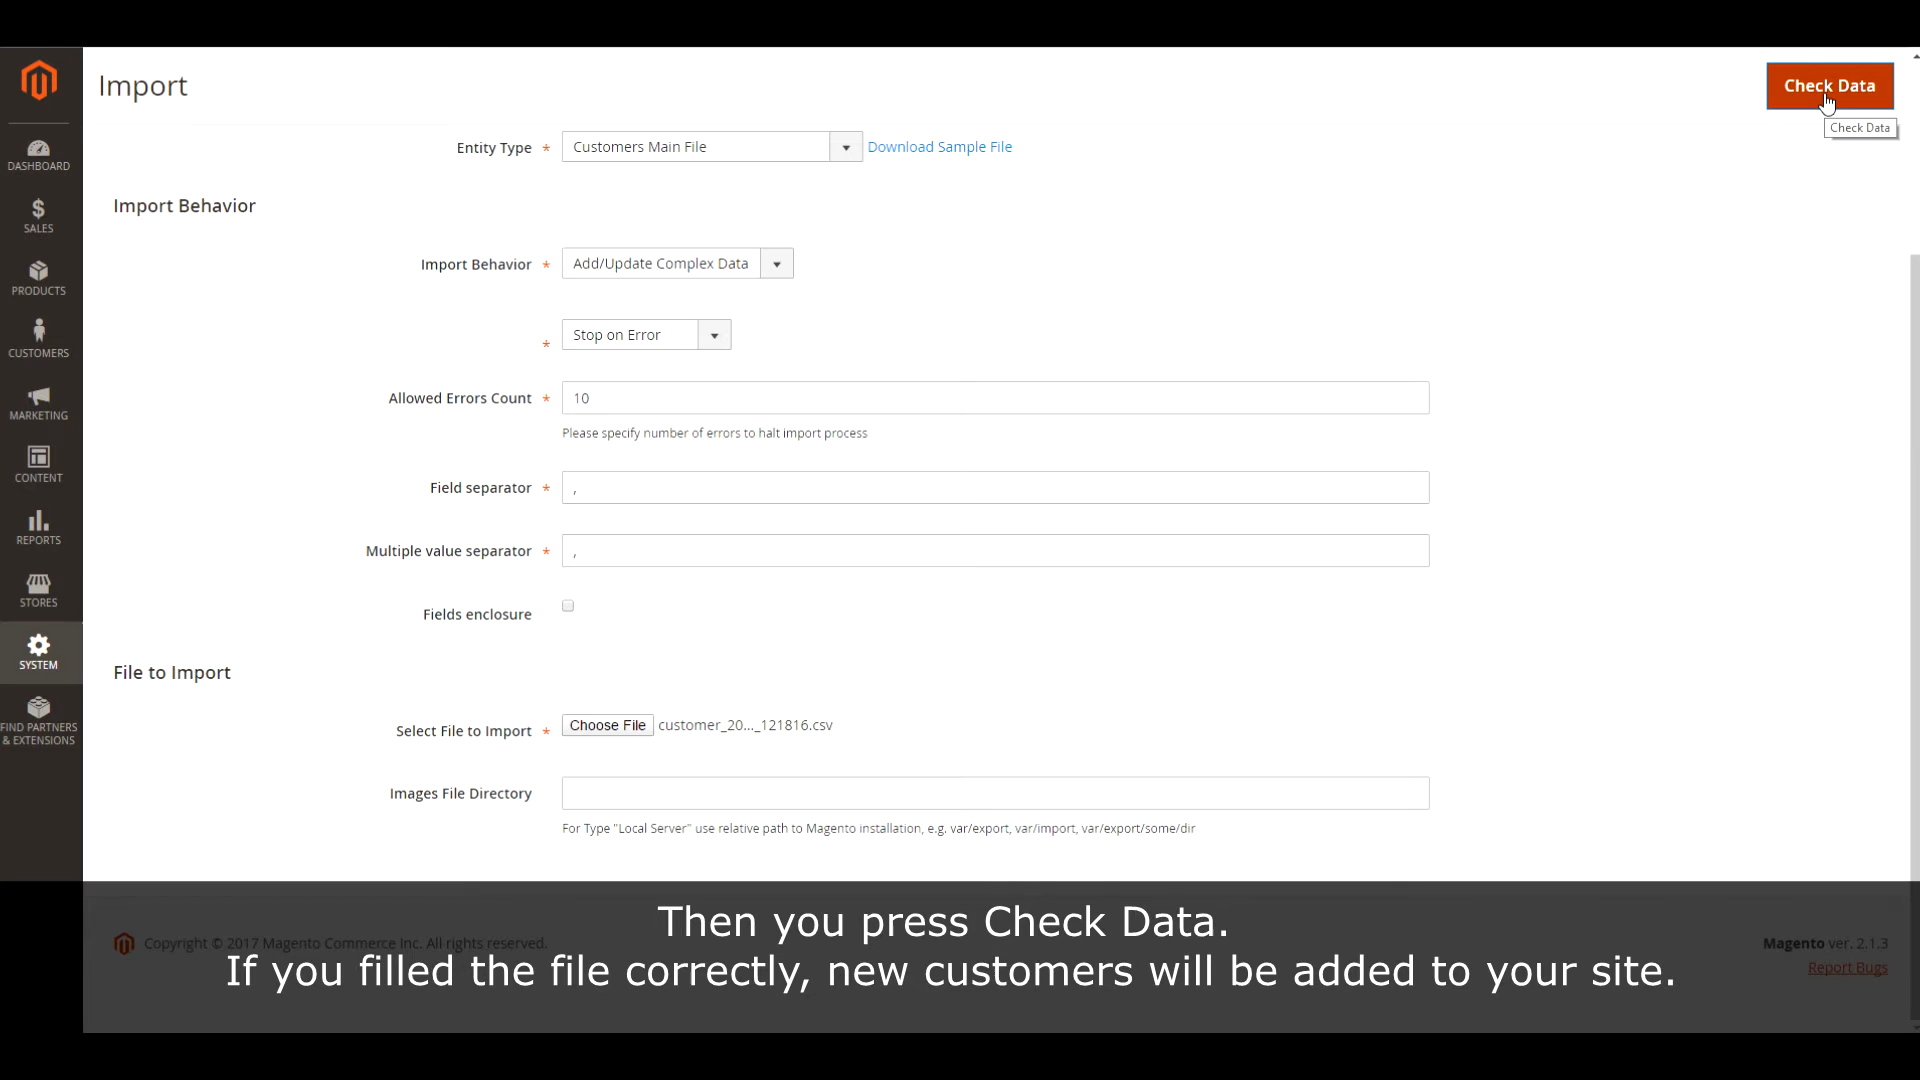 Import
Check Data
Check Data
DASHBOARD
SALES
PRODUCTS
CUSTOMERS
MARKETING
CONTENT
REPORTS
STORES
SYSTEM
FIND PARTNERS
& EXTENSIONS
Entity Type * Customers Main File Download Sample File
Import Behavior
Import Behavior * Add/Update Complex Data
* Stop on Error
Allowed Errors Count * 10
Please specify number of errors to halt import process
Field separator * ,
Multiple value separator * ,
Fields enclosure
File to Import
Select File to Import * Choose File customer_20..._121816.csv
Images File Directory
For Type "Local Server" use relative path to Magento installation, e.g. var/export, var/import, var/export/some/dir
Then you press Check Data.
If you filled the file correctly, new customers will be added to your site.
Copyright © 2017 Magento Commerce Inc. All rights reserved.
Magento ver. 2.1.3
Report Bugs